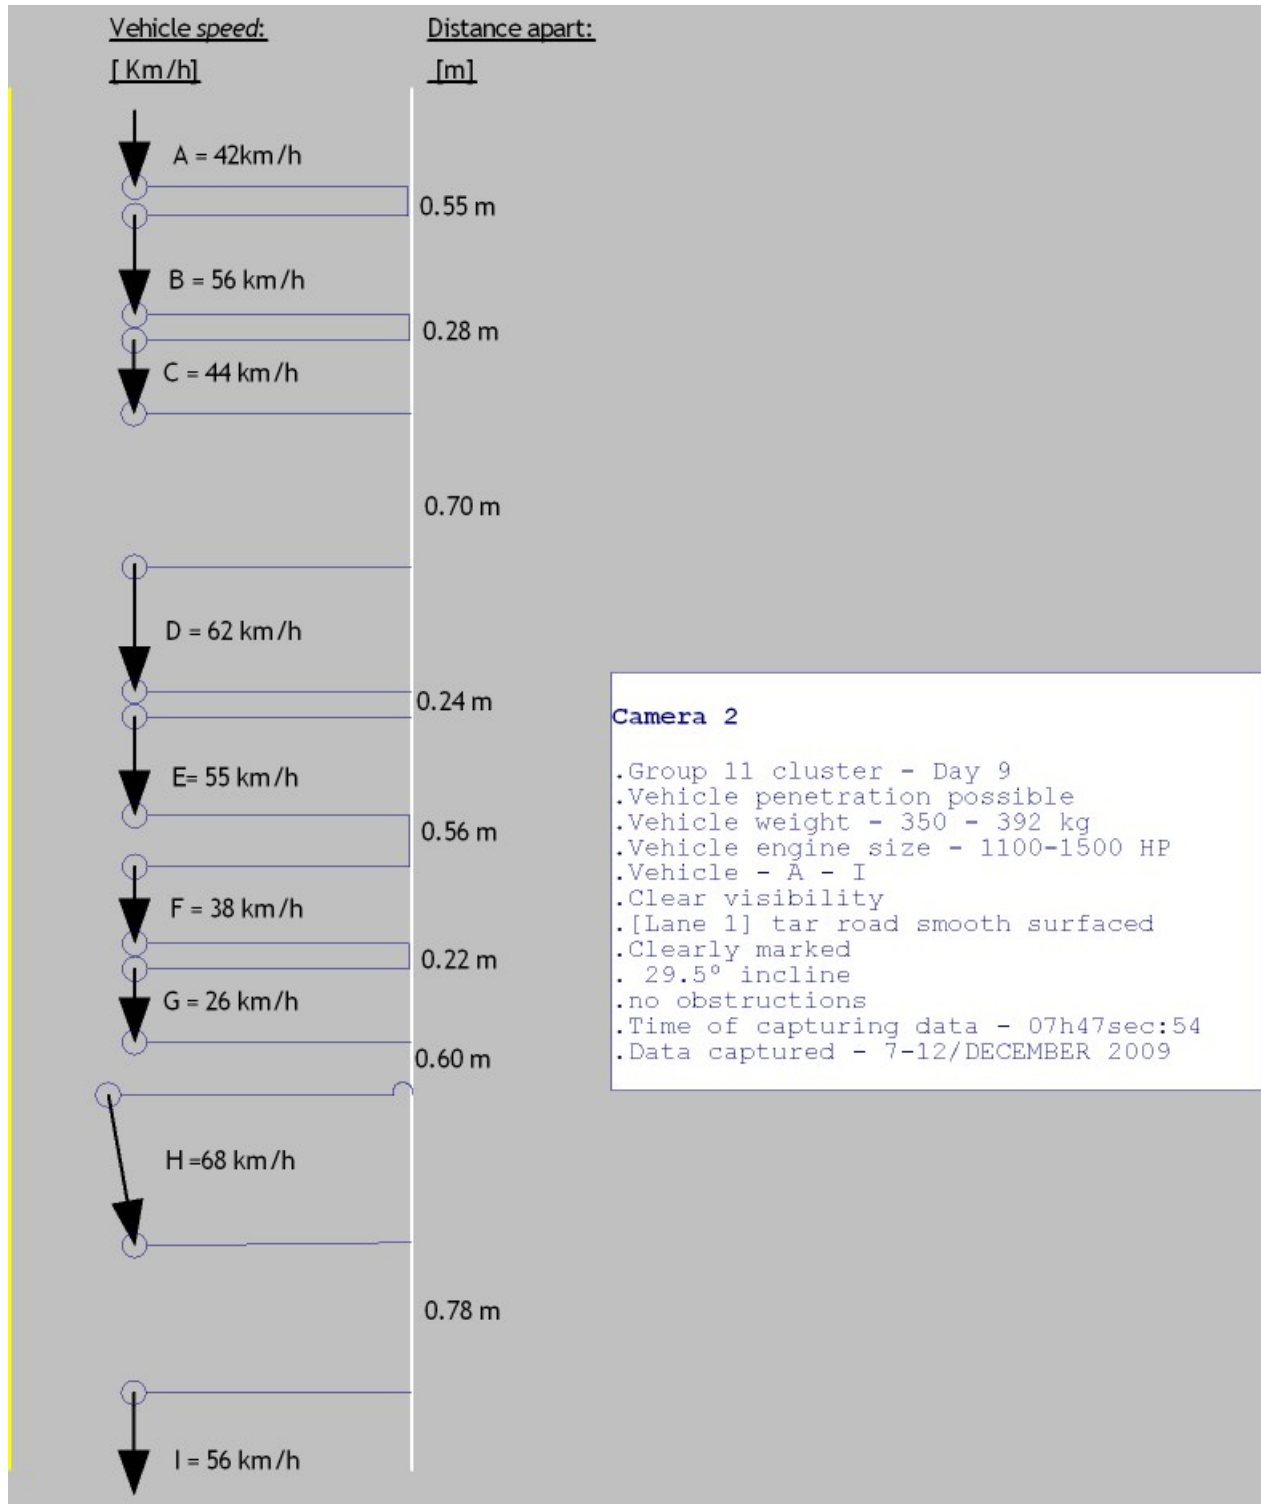 Vehicle speed: Distance apart:
[ Km/h] [m]
A = 42km/h
0.55 m
B = 56 km/h
0.28 m
C = 44 km/h
0.70 m
D = 62 km/h
0.24 m
E= 55 km/h
0.56 m
F = 38 km/h
0.22 m
G = 26 km/h
0.60 m
H =68 km/h
0.78 m
I = 56 km/h
Camera 2
.Group 11 cluster - Day 9
.Vehicle penetration possible
.Vehicle weight - 350 - 392 kg
.Vehicle engine size - 1100-1500 HP
.Vehicle - A - I
.Clear visibility
.[Lane 1] tar road smooth surfaced
.Clearly marked
. 29.5º incline
.no obstructions
.Time of capturing data - 07h47sec:54
.Data captured - 7-12/DECEMBER 2009